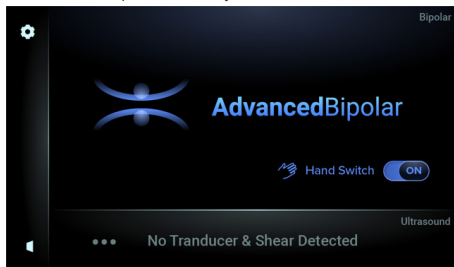 Bipolar
AdvancedBipolar
Hand Switch ON
Ultrasound
No Tranducer & Shear Detected